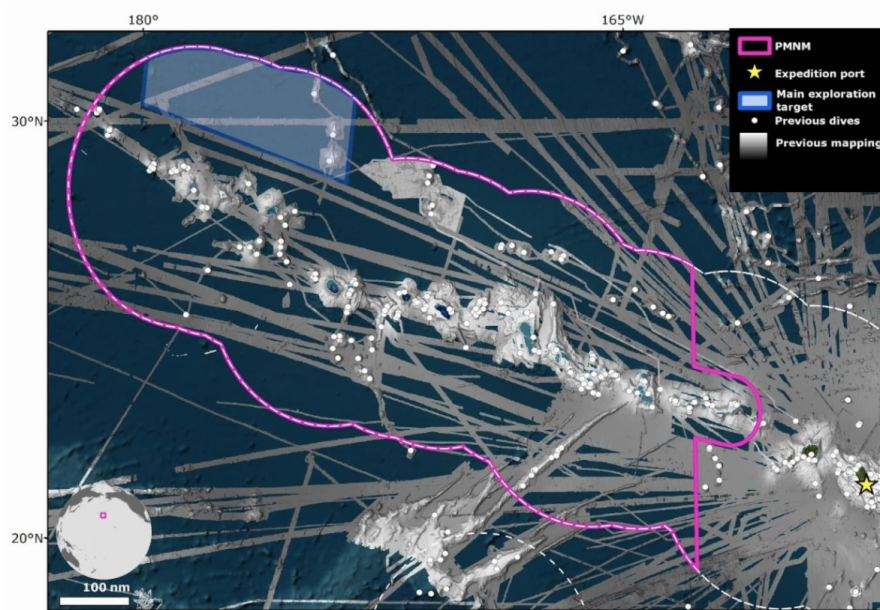 180°
165°W
PMNM
Expedition port
Main exploration
target
Previous dives
Previous mapping
30°N
20°N
100 nm